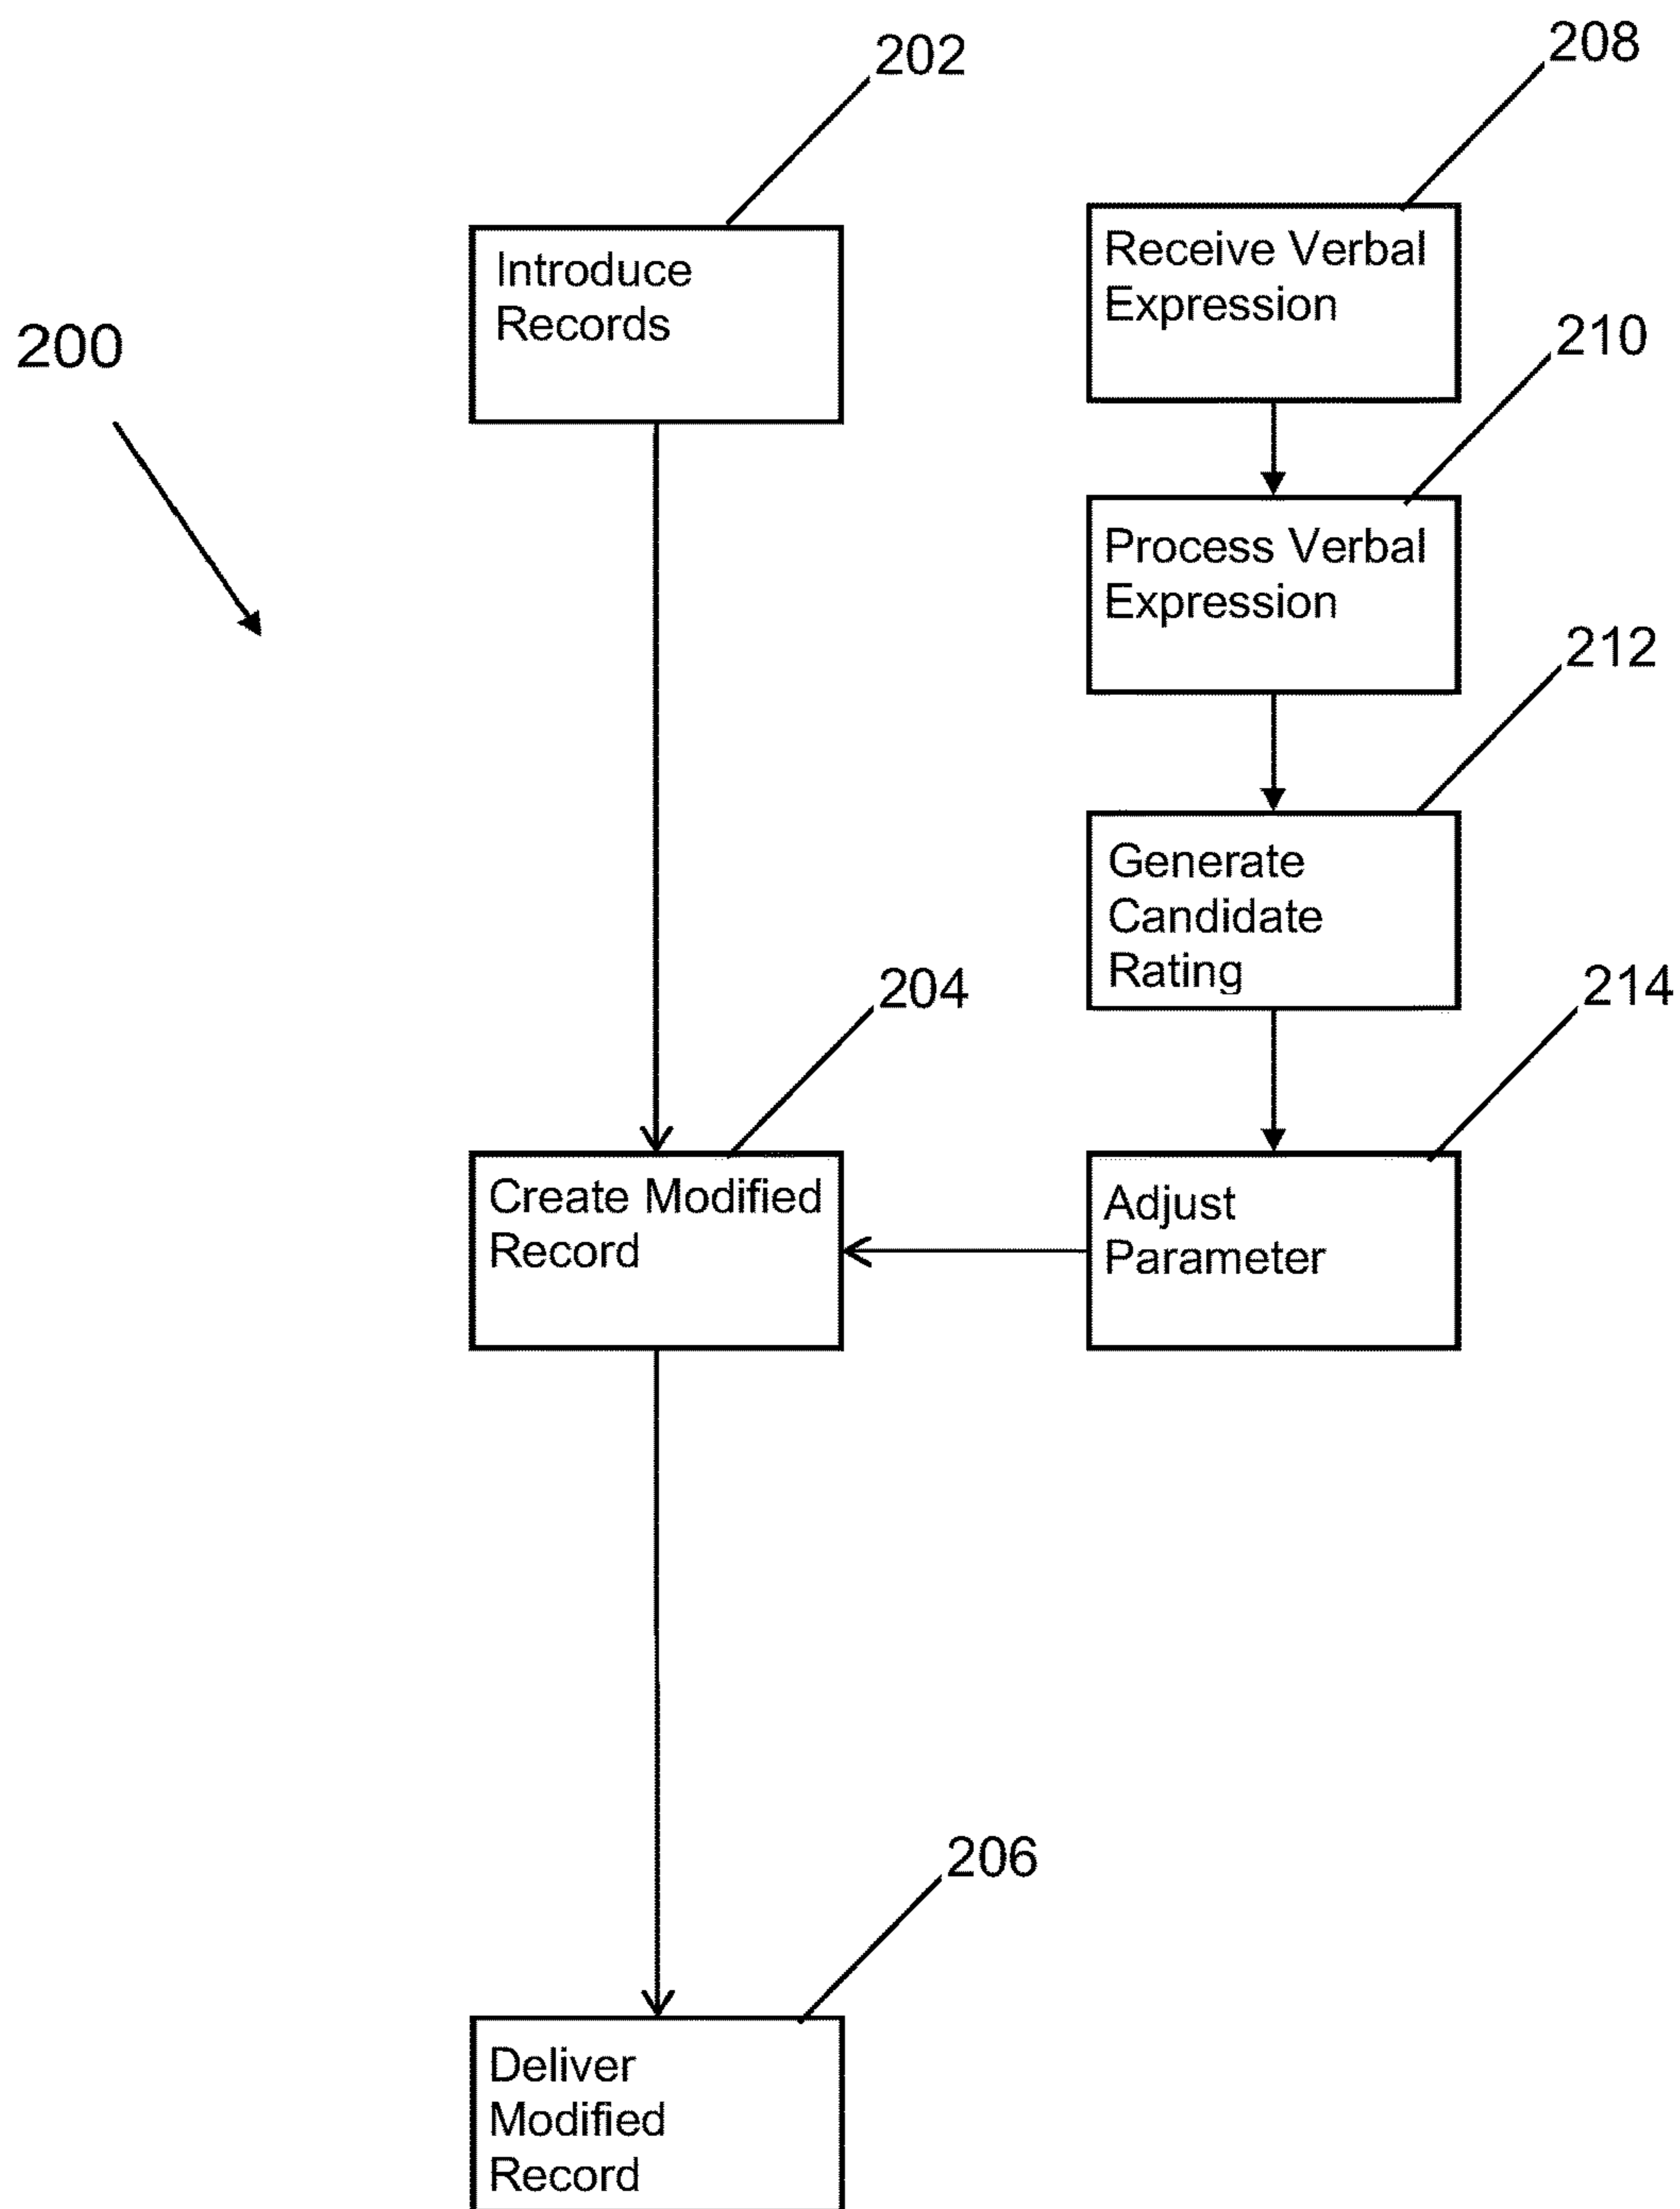 202
208
Introduce
Records
Receive Verbal
Expression
200
210
Process Verbal
Expression
212
Generate
Candidate
Rating
204
214
Create Modified
Record
Adjust
Parameter
206
Deliver
Modified
Record